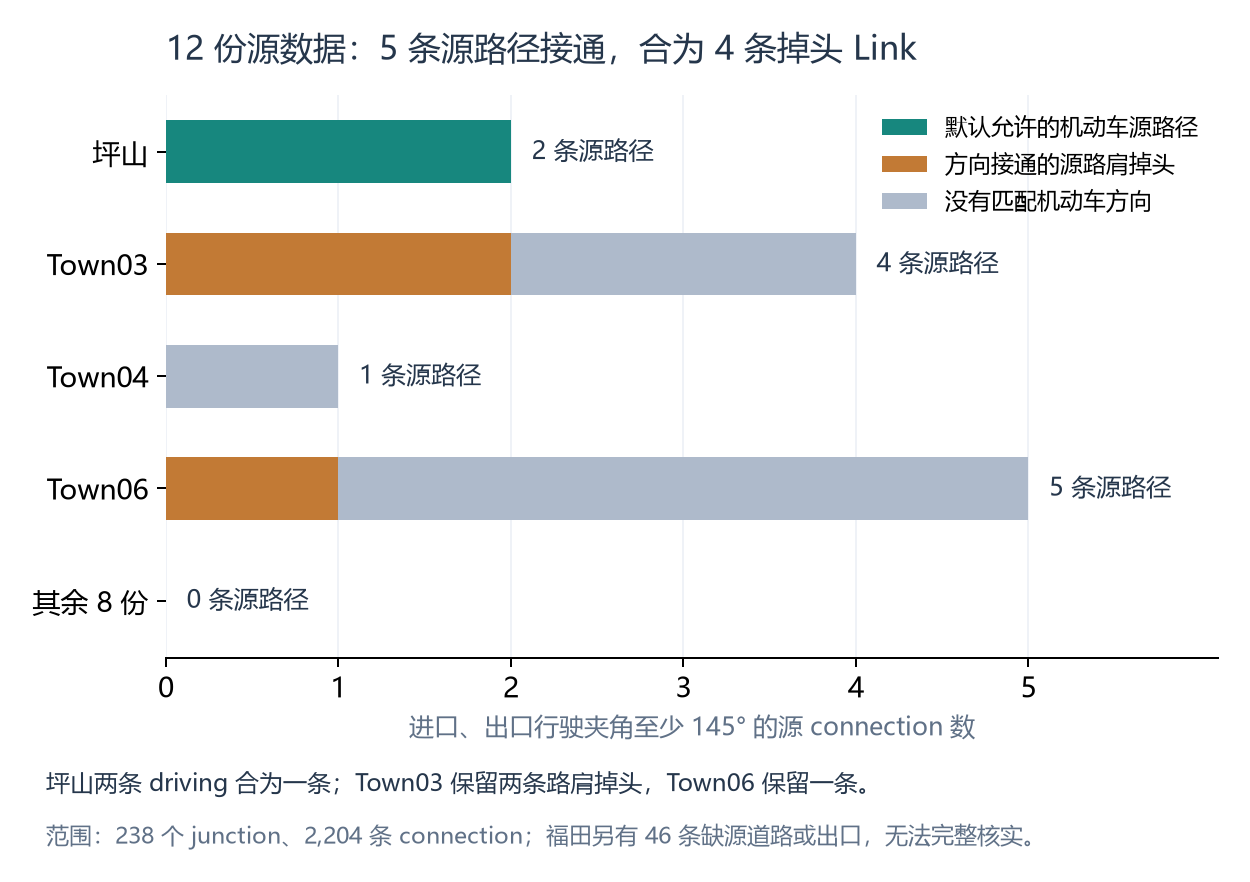 12 份源数据：5 条源路径接通，合为 4 条掉头 Link
默认允许的机动车源路径
方向接通的源路肩掉头
没有匹配机动车方向
坪山
2 条源路径
Town03
4 条源路径
Town04
1 条源路径
Town06
5 条源路径
其余 8 份
0 条源路径
0 1 2 3 4 5
进口、出口行驶夹角至少 145° 的源 connection 数
坪山两条 driving 合为一条；Town03 保留两条路肩掉头，Town06 保留一条。
范围：238 个 junction、2,204 条 connection；福田另有 46 条缺源道路或出口，无法完整核实。